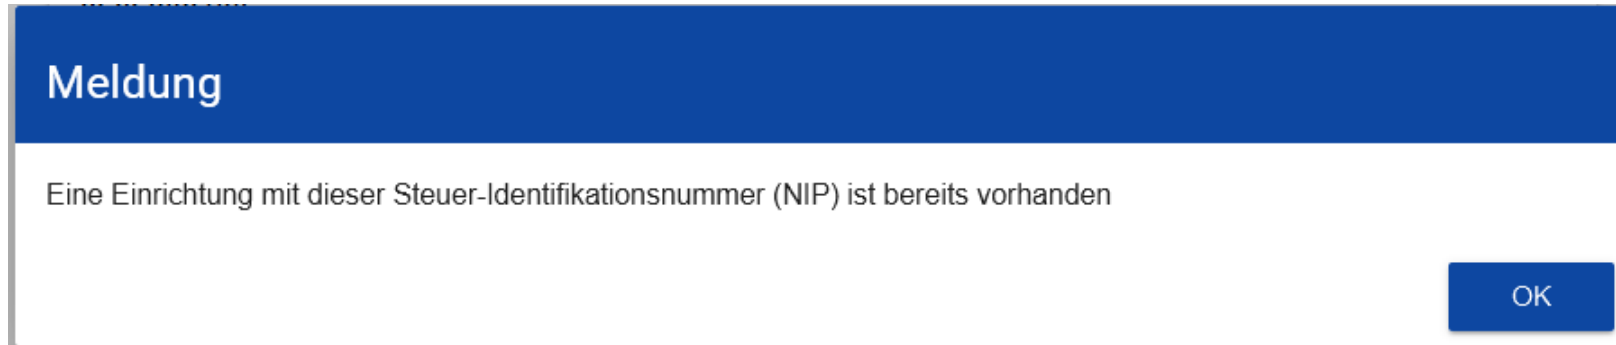 Meldung
Eine Einrichtung mit dieser Steuer-Identifikationsnummer (NIP) ist bereits vorhanden
OK